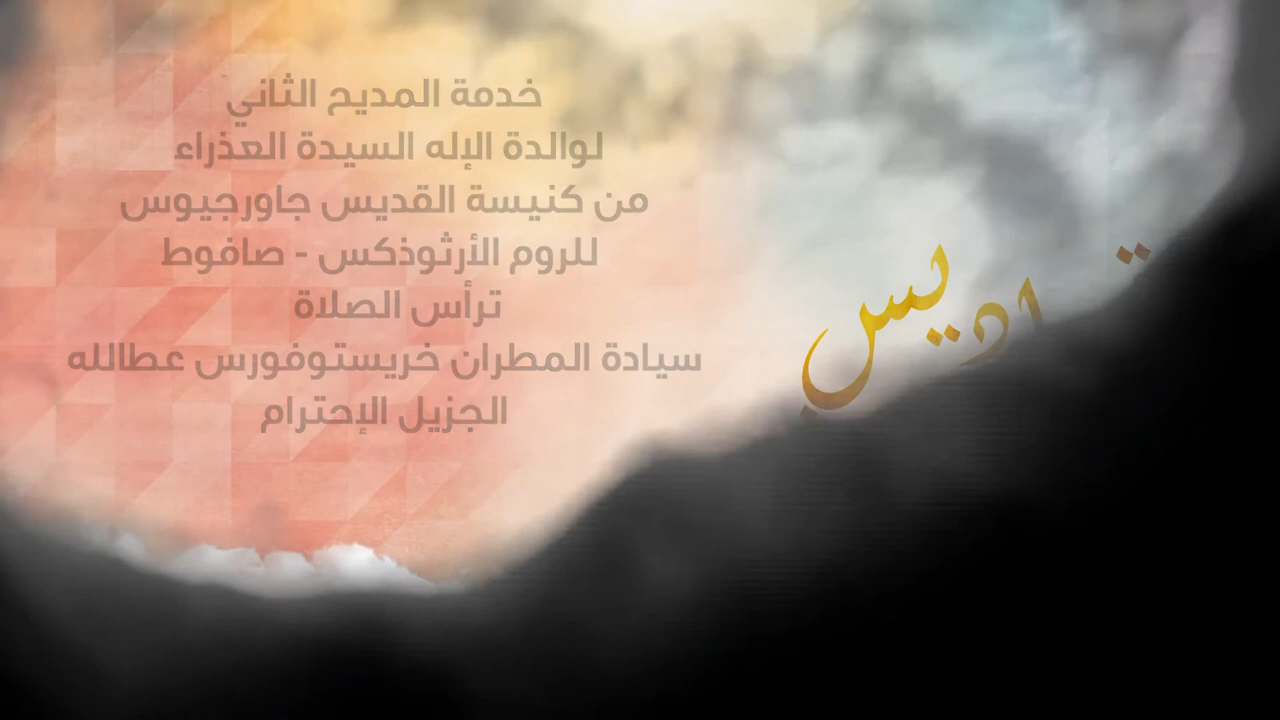 خدمة المديح الثاني
لوالدة الإله السيدة العذراء
من كنيسة القديس جاورجيوس
للروم الأرثوذكس - صافوط
ترأس الصلاة
سيادة المطران خريستوفورس عطالله
الجزيل الإحترام